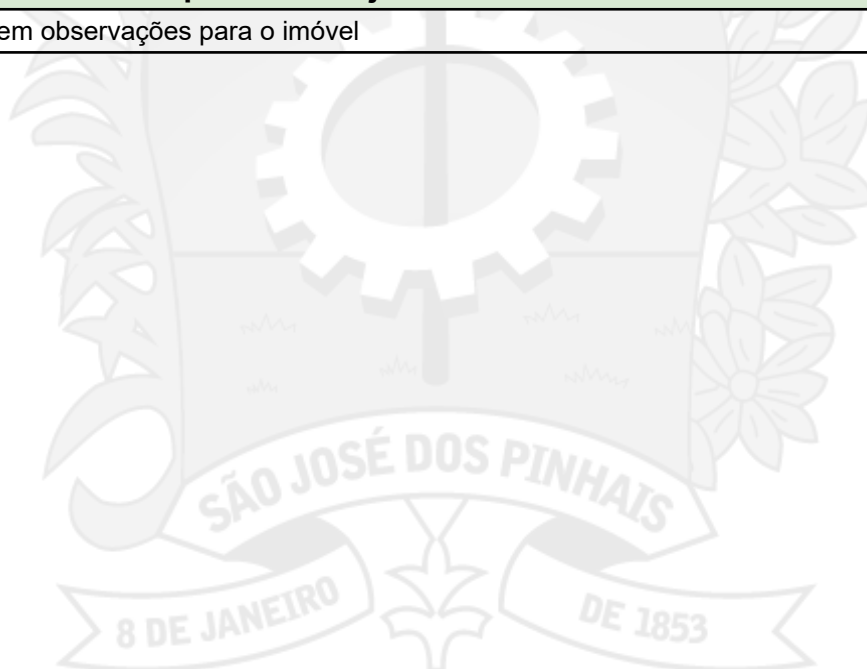 em observações para o imóvel
SÃO JOSÉ DOS PINHAIS
8 DE JANEIRO
DE 1853